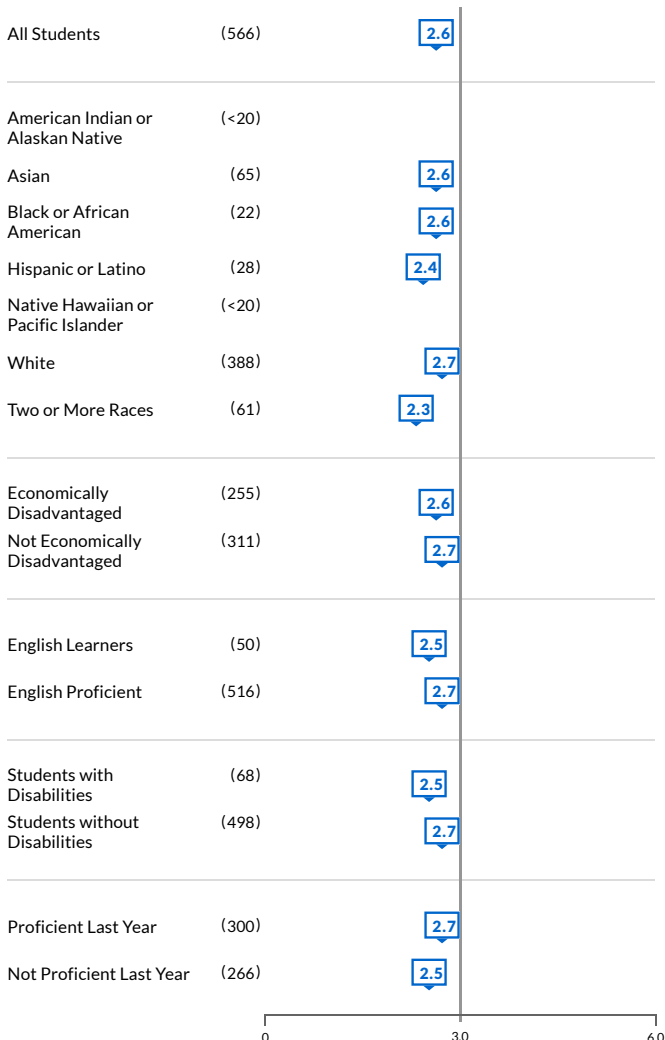 All Students (566) 2.6
American Indian or (<20)
Alaskan Native
Asian (65) 2.6
Black or African (22) 2.6
American
Hispanic or Latino (28) 2.4
Native Hawaiian or (<20)
Pacific Islander
White (388) 2.7
Two or More Races (61) 2.3
Economically (255) 2.6
Disadvantaged
Not Economically (311) 2.7
Disadvantaged
English Learners (50) 2.5
English Proficient (516) 2.7
Students with (68) 2.5
Disabilities
Students without (498) 2.7
Disabilities
Proficient Last Year (300) 2.7
Not Proficient Last Year (266) 2.5
0 3.0 6.0